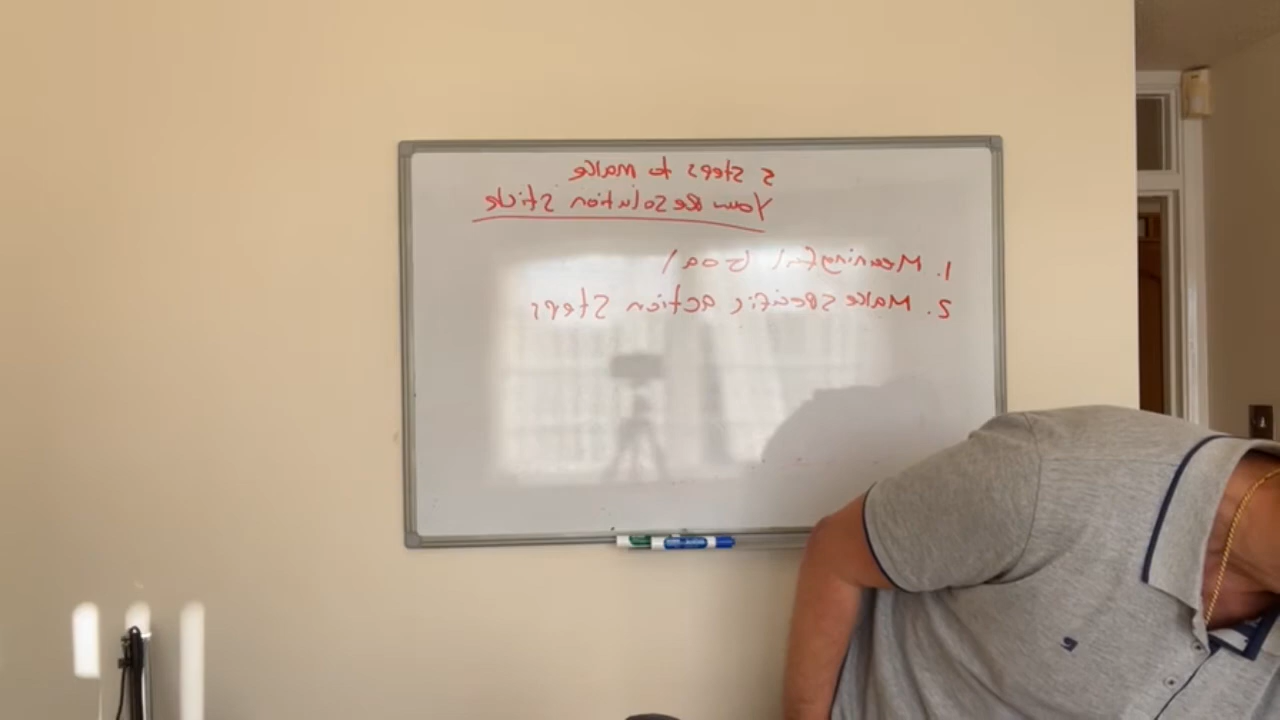 5 Steps to make
Your Resolution Stick
1. Meaningful Goal
2. Make specific action steps